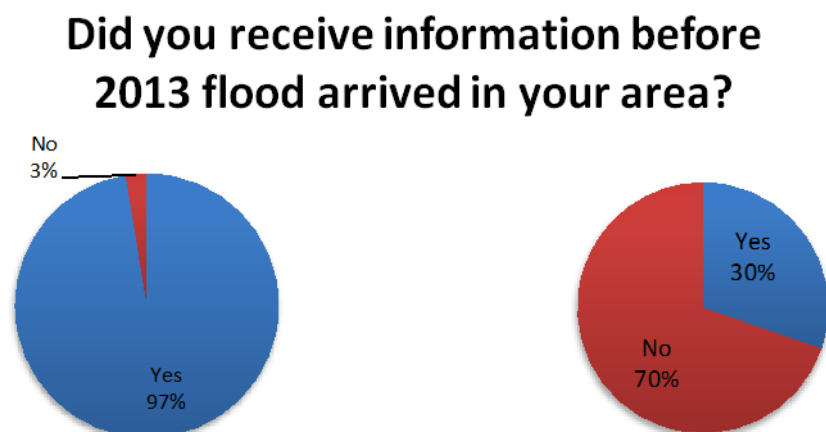 Did you receive information before
2013 flood arrived in your area?
No
3%
Yes
97%
Yes
30%
No
70%